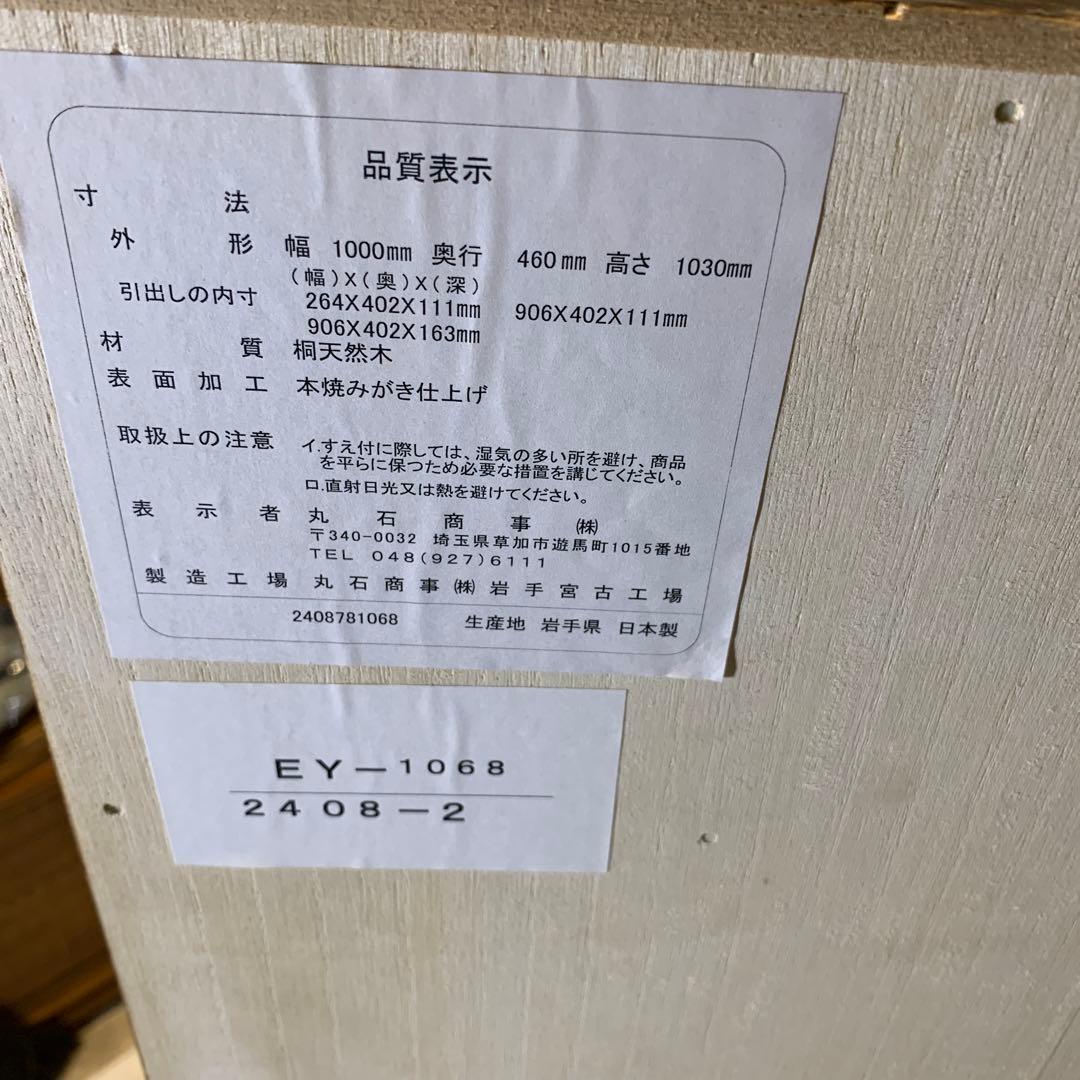 品質表示
寸法
外形 幅 1000mm 奥行 460mm 高さ 1030mm
(幅)X(奥)X(深)
引出しの内寸 264X402X111mm 906X402X111mm
906X402X163mm
材質 桐天然木
表面加工 本焼みがき仕上げ
取扱上の注意 イ.すえ付に際しては、湿気の多い所を避け、商品
を平らに保つため必要な措置を講じてください。
ロ.直射日光又は熱を避けてください。
表示者 丸石商事㈱
〒340-0032 埼玉県草加市遊馬町1015番地
TEL 048(927)6111
製造工場 丸石商事㈱岩手宮古工場
2408781068 生産地 岩手県 日本製
EY-1068
2408-2